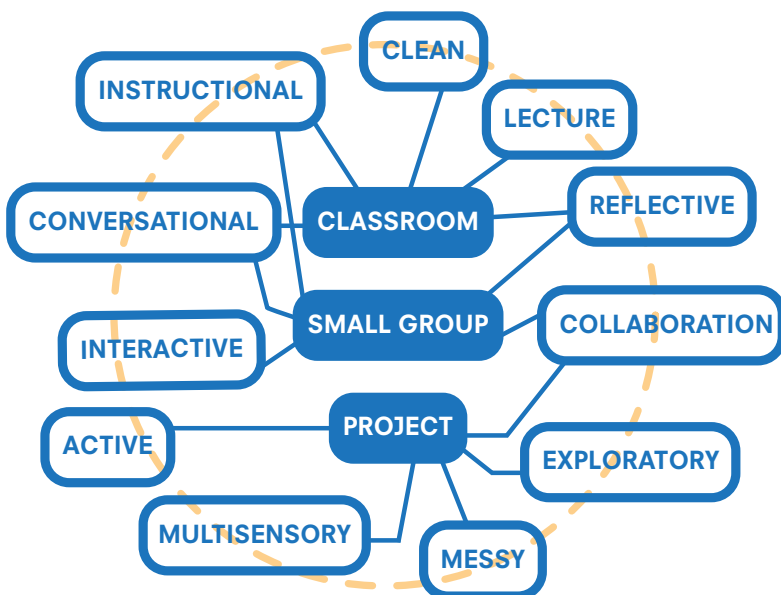 CLEAN
INSTRUCTIONAL
LECTURE
REFLECTIVE
CONVERSATIONAL
CLASSROOM
SMALL GROUP
COLLABORATION
INTERACTIVE
PROJECT
ACTIVE
EXPLORATORY
MULTISENSORY
MESSY